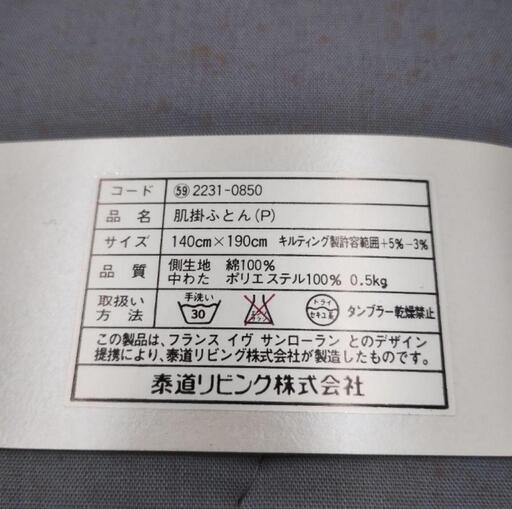 コード ㊾ 2231-0850
品名 肌掛ふとん(P)
サイズ 140cm×190cm キルティング製許容範囲+5%-3%
品質 側生地 綿100%
中わた ポリエステル100% 0.5kg
取扱い方法 手洗い 30 エンソサラシ ドライ セキユ系 タンブラー乾燥禁止
この製品は、フランス イヴ サンローラン とのデザイン
提携により、泰道リビング株式会社が製造したものです。
泰道リビング株式会社